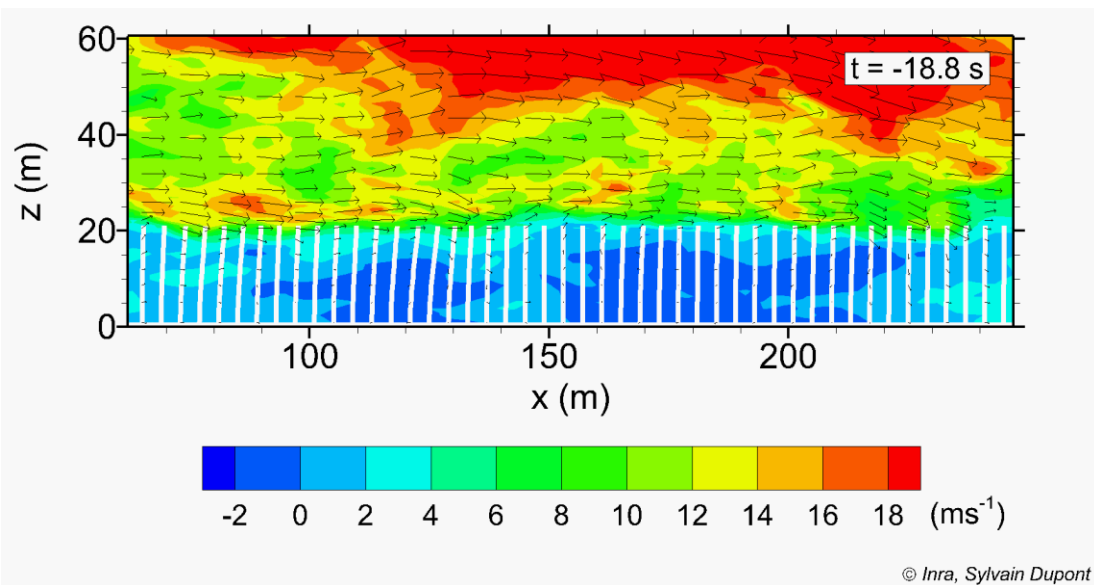 60
t = -18.8 s
40
z (m)
20
0
100 150 200
x (m)
-2 0 2 4 6 8 10 12 14 16 18 (ms⁻¹)
© Inra, Sylvain Dupont